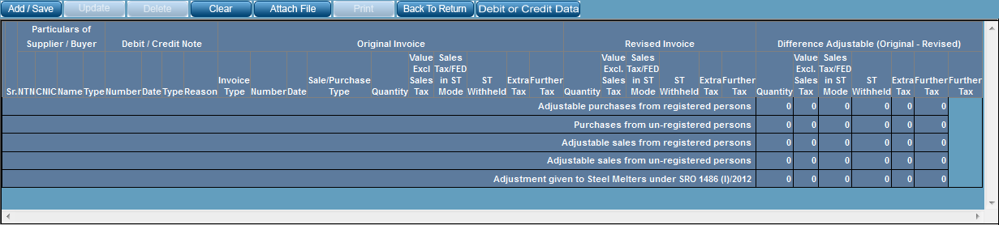 Add / Save Update Delete Clear Attach File Print Back To Return Debit or Credit Data
Particulars of
Supplier / Buyer Debit / Credit Note Original Invoice Revised Invoice Difference Adjustable (Original - Revised)
Value Sales Value Sales Value Sales
Excl Tax/FED Excl. Tax/FED Excl. Tax/FED
Invoice Sale/Purchase Sales in ST ST Extra Further Sales in ST ST Extra Further Sales in ST ST Extra Further Further
Sr. NTN CNIC Name Type Number Date Type Reason Type Number Date Type Quantity Tax Mode Withheld Tax Tax Quantity Tax Mode Withheld Tax Tax Quantity Tax Mode Withheld Tax Tax Tax
Adjustable purchases from registered persons 0 0 0 0 0 0
Purchases from un-registered persons 0 0 0 0 0 0
Adjustable sales from registered persons 0 0 0 0 0 0
Adjustable sales from un-registered persons 0 0 0 0 0 0
Adjustment given to Steel Melters under SRO 1486 (I)/2012 0 0 0 0 0 0